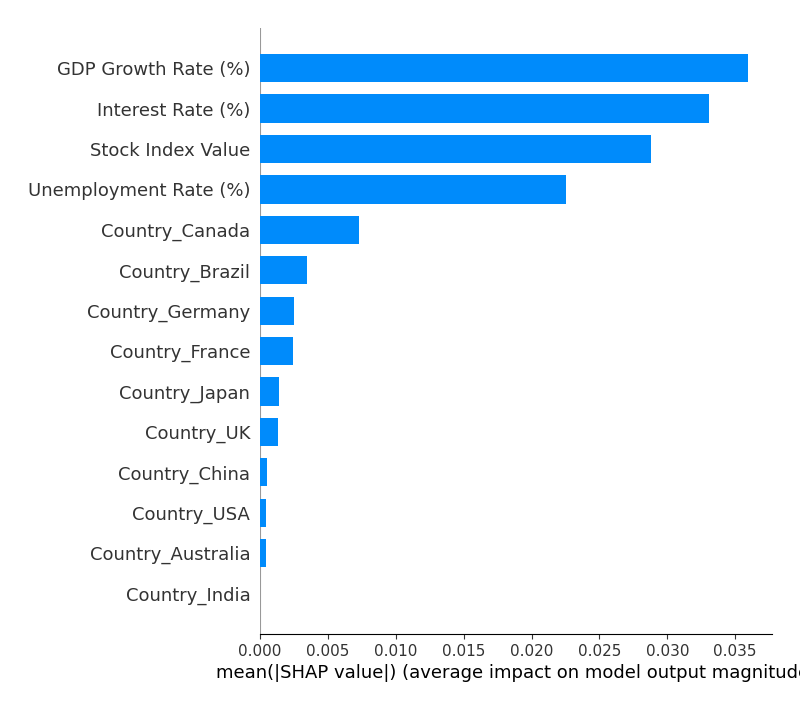 GDP Growth Rate (%)
Interest Rate (%)
Stock Index Value
Unemployment Rate (%)
Country_Canada
Country_Brazil
Country_Germany
Country_France
Country_Japan
Country_UK
Country_China
Country_USA
Country_Australia
Country_India
0.000 0.005 0.010 0.015 0.020 0.025 0.030 0.035
mean(|SHAP value|) (average impact on model output magnitude